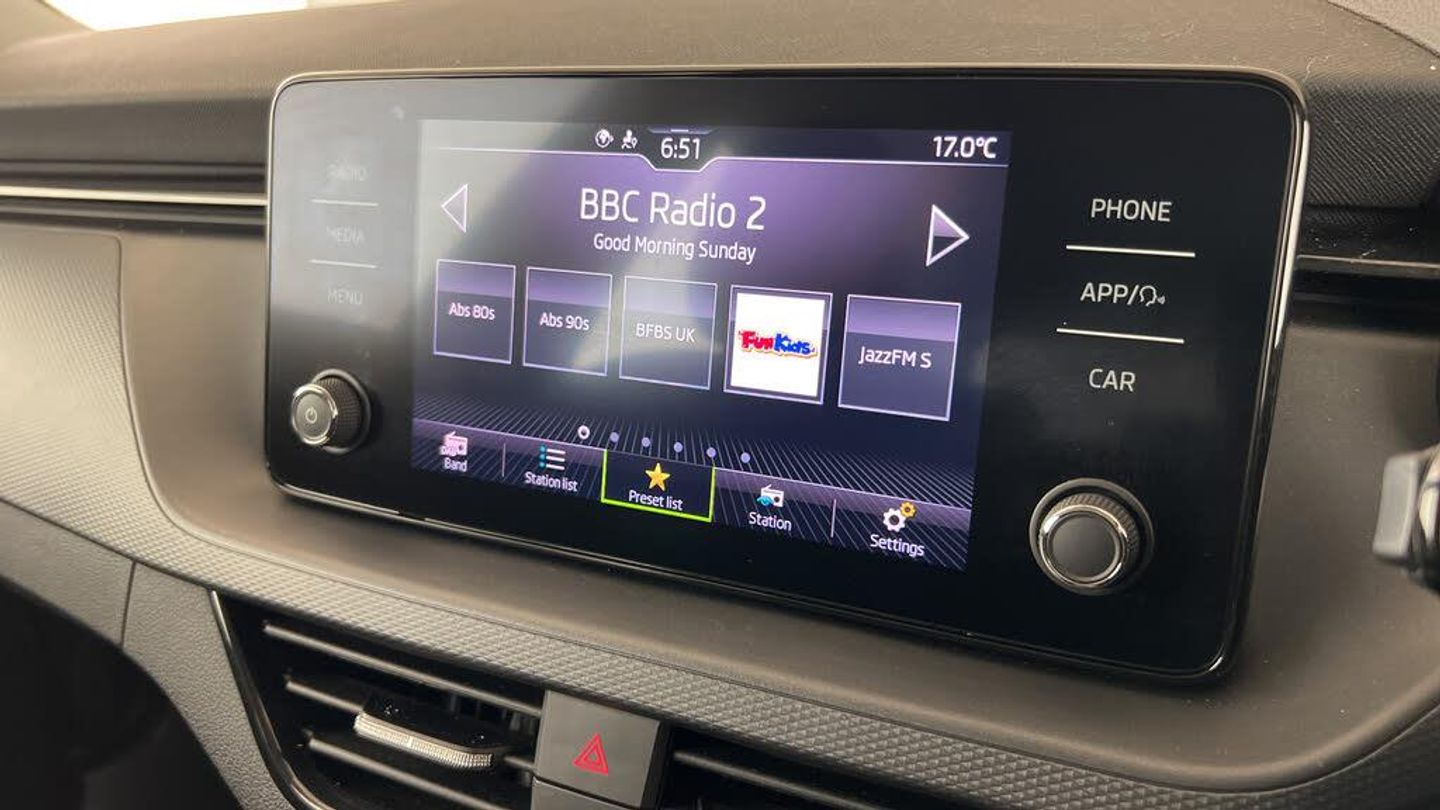 6:51
17.0°C
BBC Radio 2
Good Morning Sunday
Abs 80s
Abs 90s
BFBS UK
FUN KiDS
JazzFM S
DAB
Band
Station list
Preset list
Station
Settings
RADIO
MEDIA
MENU
PHONE
APP/
CAR